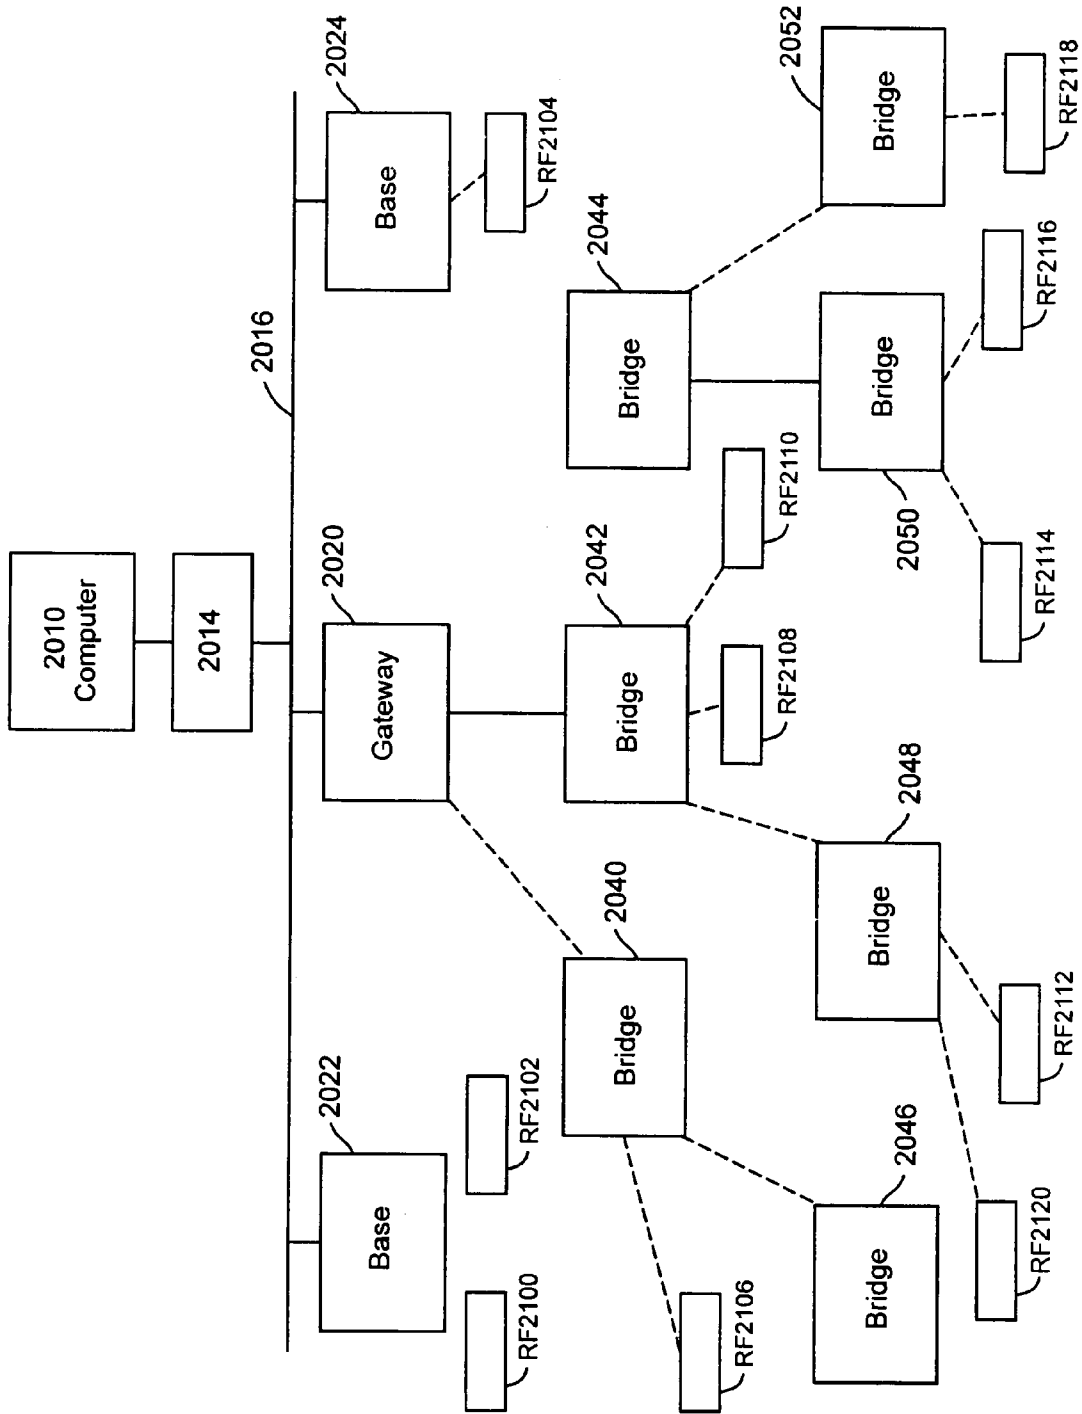 2010
Computer
2014
2016
2022
Base
2020
Gateway
2024
Base
RF2100
RF2102
RF2104
2040
Bridge
2042
Bridge
2044
Bridge
RF2106
RF2108
RF2110
2046
Bridge
2048
Bridge
2050
Bridge
2052
Bridge
RF2120
RF2112
RF2114
RF2116
RF2118